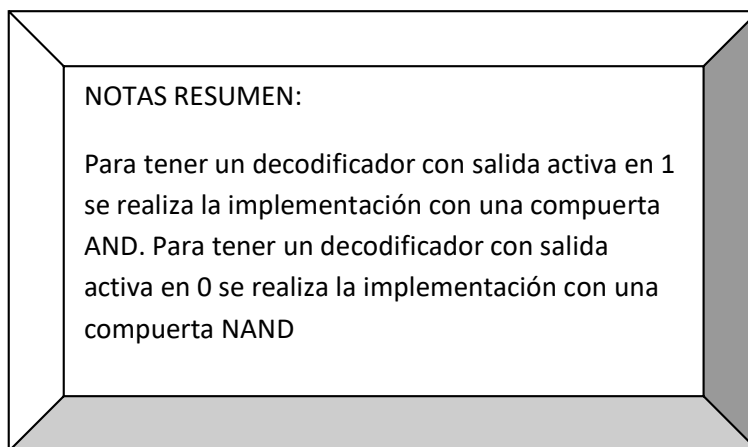 NOTAS RESUMEN:
Para tener un decodificador con salida activa en 1
se realiza la implementación con una compuerta
AND. Para tener un decodificador con salida
activa en 0 se realiza la implementación con una
compuerta NAND